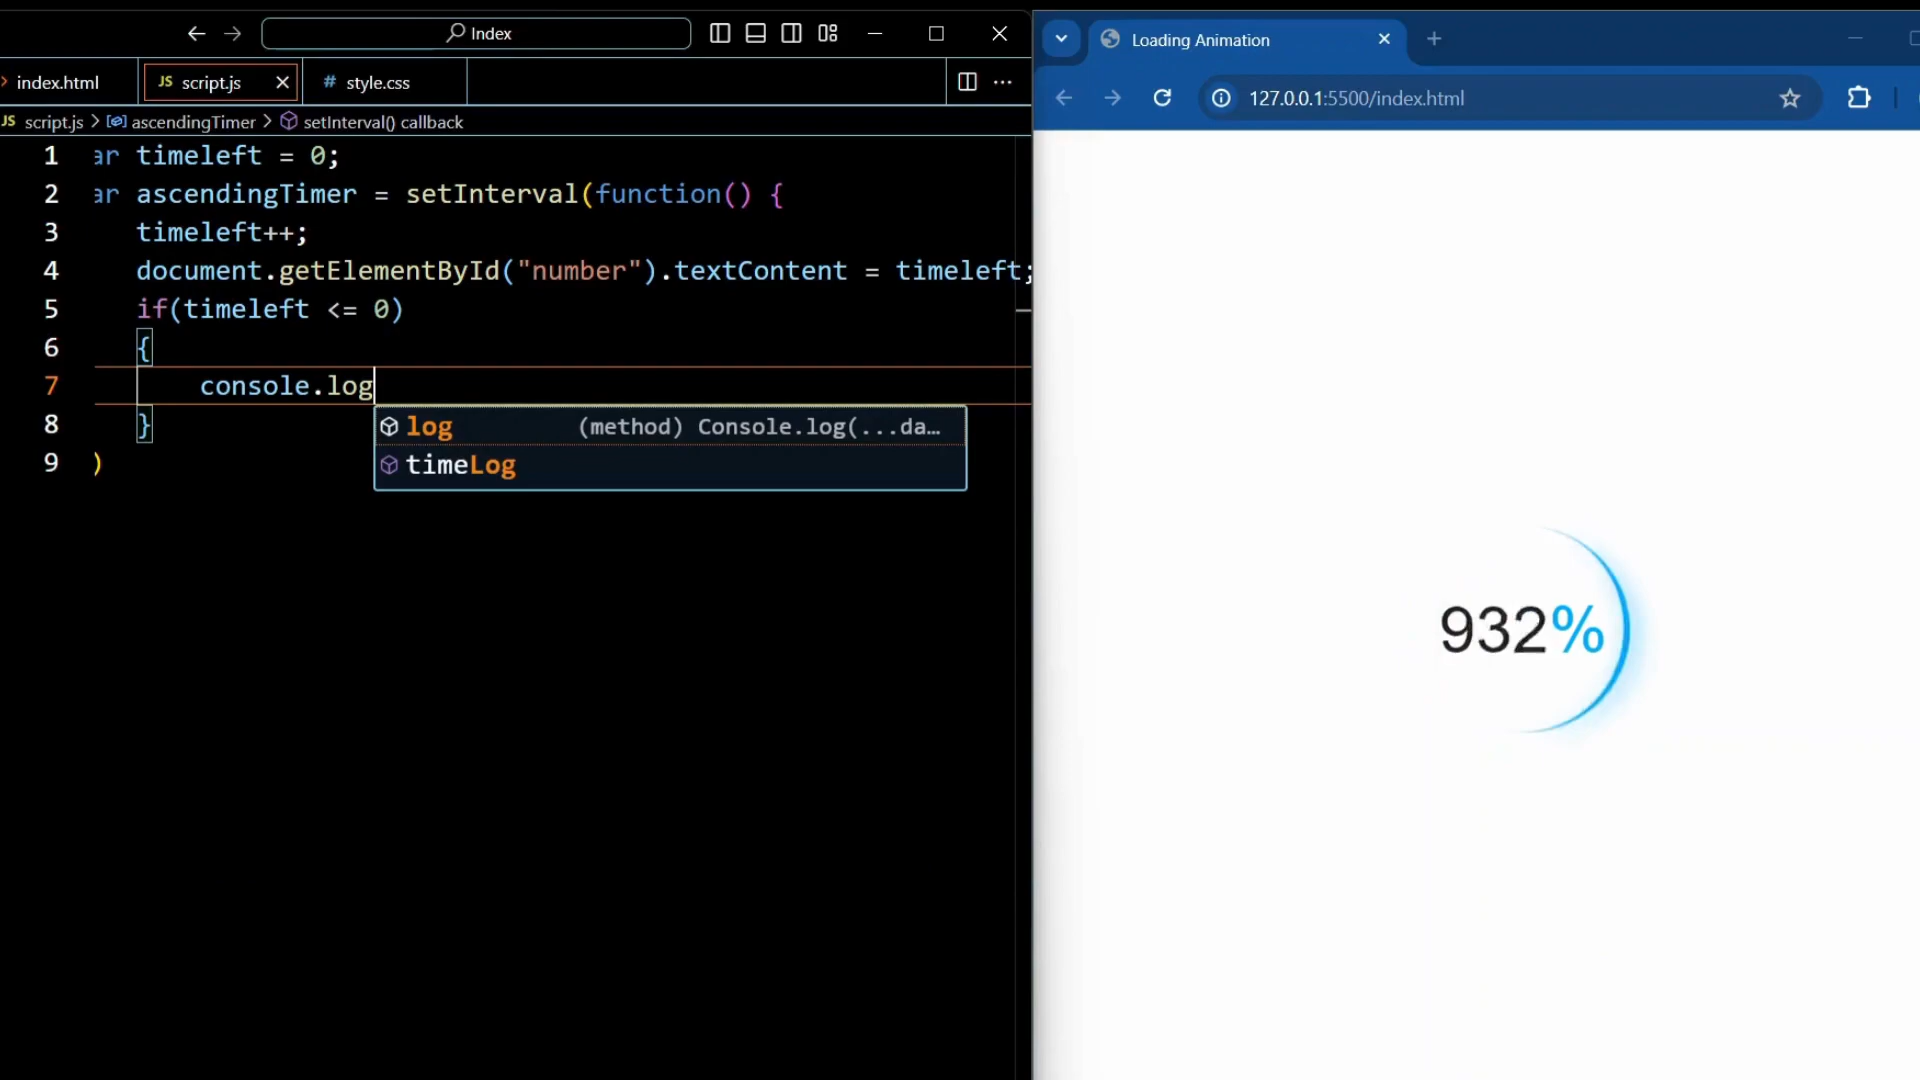 Index
index.html
JS script.js
# style.css
JS script.js > ascendingTimer > setInterval() callback
1 ar timeleft = 0;
2 ar ascendingTimer = setInterval(function() {
3 timeleft++;
4 document.getElementById("number").textContent = timeleft;
5 if(timeleft <= 0)
6 {
7 console.log
8 }
9 )
log (method) Console.log(...da…
timeLog
Loading Animation
127.0.0.1:5500/index.html
932%